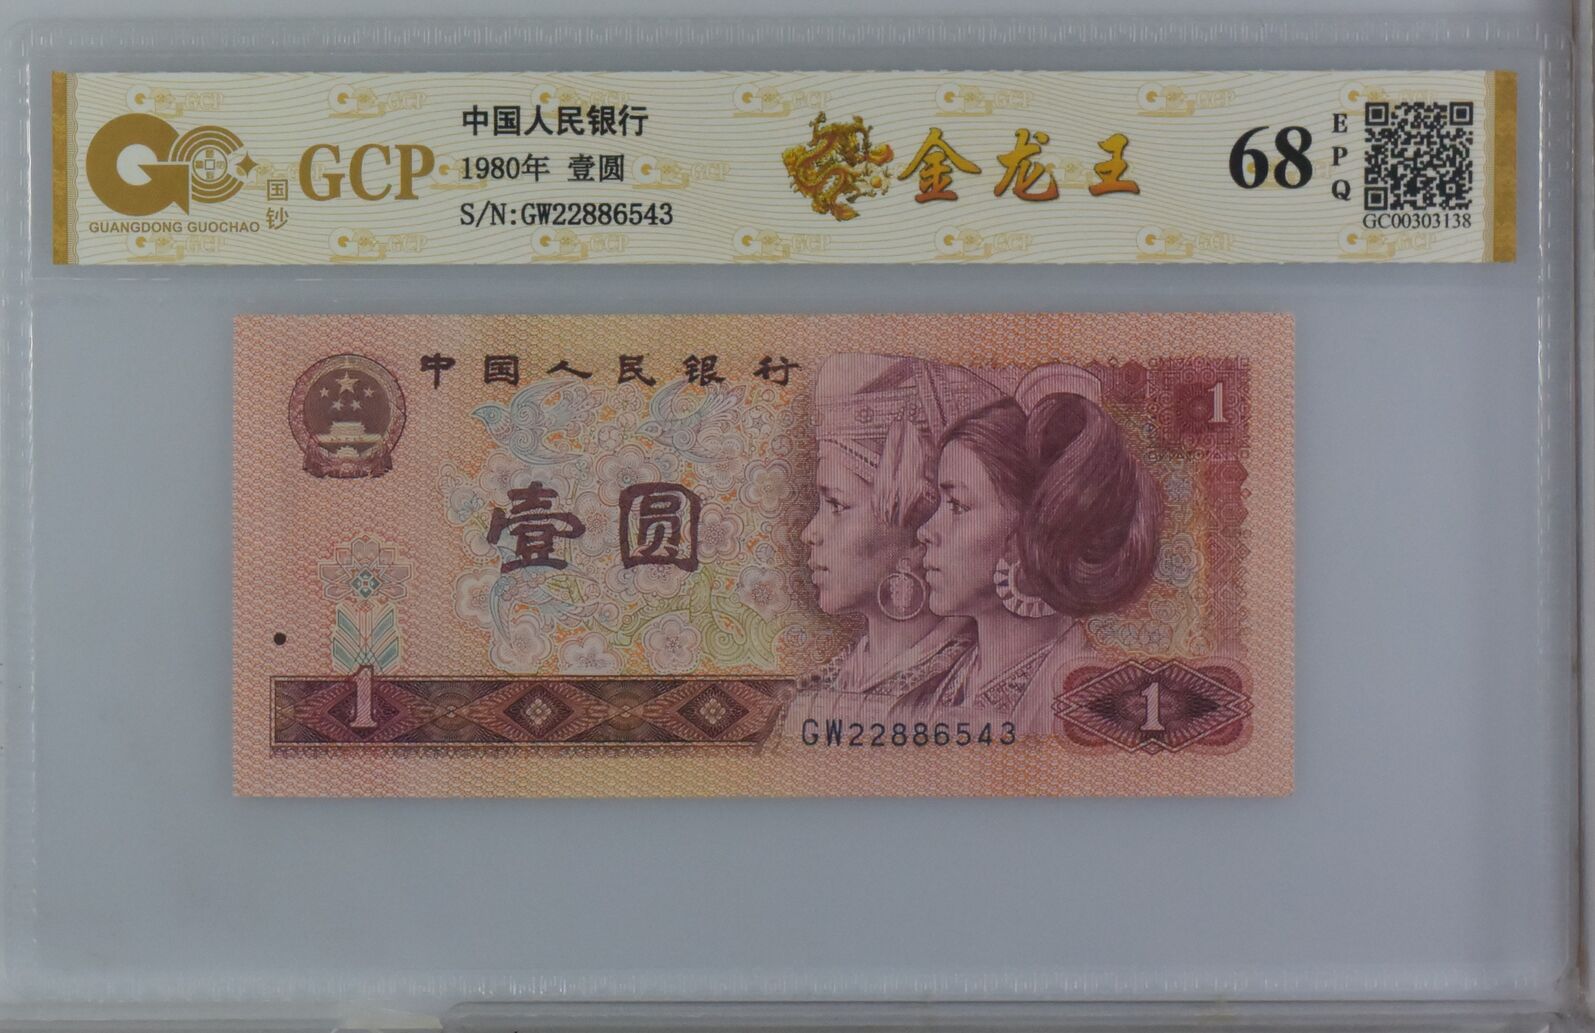 中国人民银行
1980年 壹圆
S/N:GW22886543
GCP
国钞
GUANGDONG GUOCHAO
金龙王
68
EPQ
GC00303138
中国人民银行
1
壹圆
1
GW22886543
1